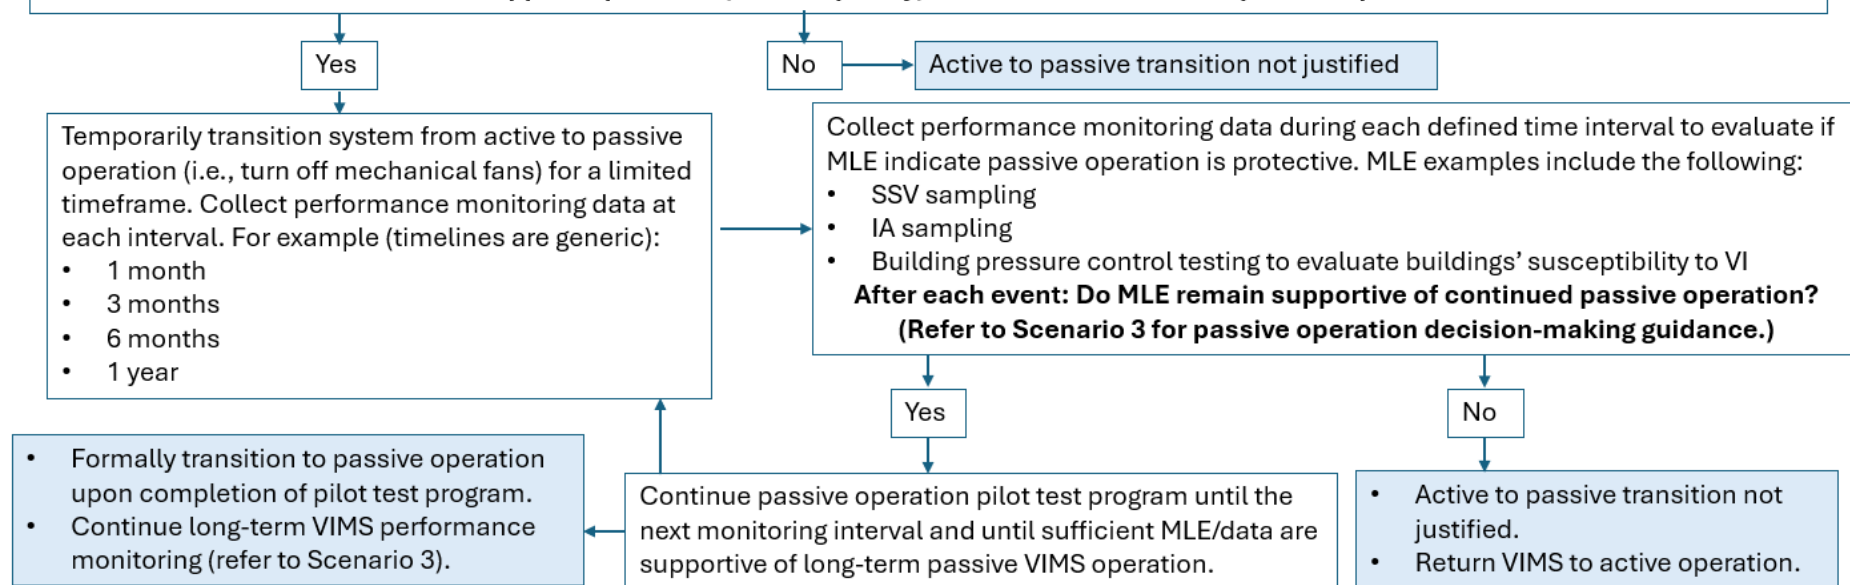 Yes
No
Active to passive transition not justified
Temporarily transition system from active to passive
operation (i.e., turn off mechanical fans) for a limited
timeframe. Collect performance monitoring data at
each interval. For example (timelines are generic):
• 1 month
• 3 months
• 6 months
• 1 year
Collect performance monitoring data during each defined time interval to evaluate if
MLE indicate passive operation is protective. MLE examples include the following:
• SSV sampling
• IA sampling
• Building pressure control testing to evaluate buildings’ susceptibility to VI
After each event: Do MLE remain supportive of continued passive operation?
(Refer to Scenario 3 for passive operation decision-making guidance.)
Yes
No
• Formally transition to passive operation
upon completion of pilot test program.
• Continue long-term VIMS performance
monitoring (refer to Scenario 3).
Continue passive operation pilot test program until the
next monitoring interval and until sufficient MLE/data are
supportive of long-term passive VIMS operation.
• Active to passive transition not
justified.
• Return VIMS to active operation.